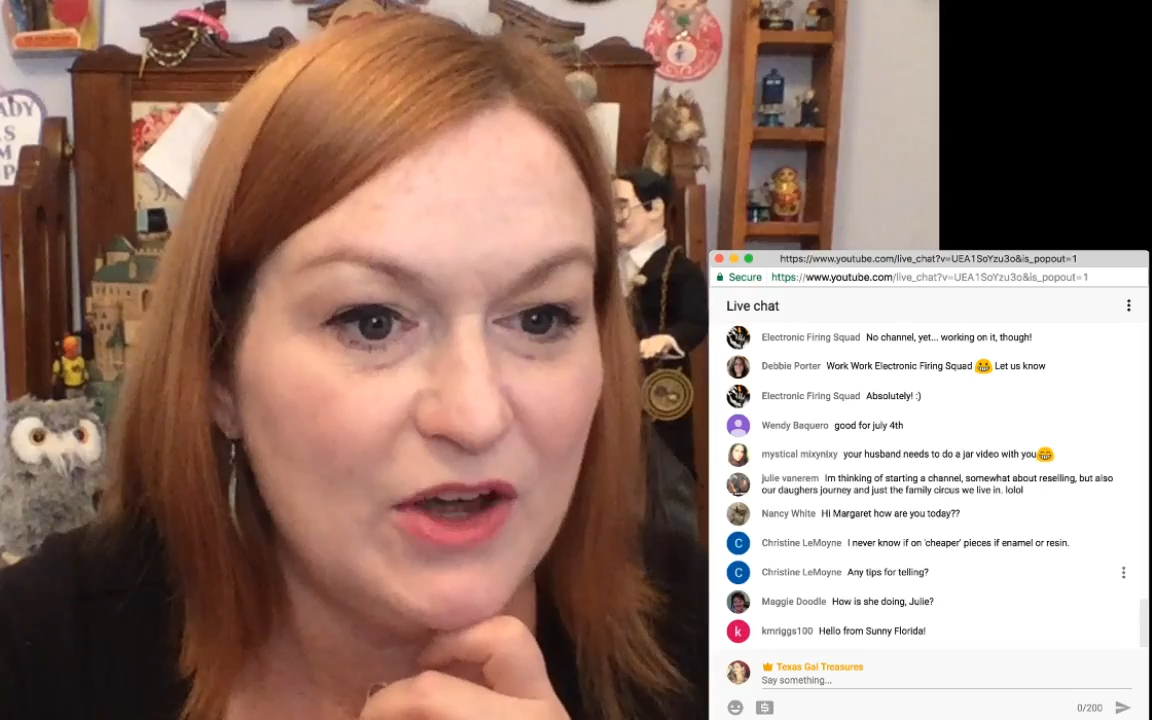 ADY
S
M
P
https://www.youtube.com/live_chat?v=UEA1SoYzu3o&is_popout=1
Secure https://www.youtube.com/live_chat?v=UEA1SoYzu3o&is_popout=1
Live chat
Electronic Firing Squad No channel, yet... working on it, though!
Debbie Porter Work Work Electronic Firing Squad Let us know
Electronic Firing Squad Absolutely! :)
Wendy Baquero good for july 4th
mystical mixynixy your husband needs to do a jar video with you
julie vanerem Im thinking of starting a channel, somewhat about reselling, but also
our daughers journey and just the family circus we live in. lolol
Nancy White Hi Margaret how are you today??
C Christine LeMoyne I never know if on 'cheaper' pieces if enamel or resin.
C Christine LeMoyne Any tips for telling?
Maggie Doodle How is she doing, Julie?
k kmriggs100 Hello from Sunny Florida!
Texas Gal Treasures
Say something...
0/200